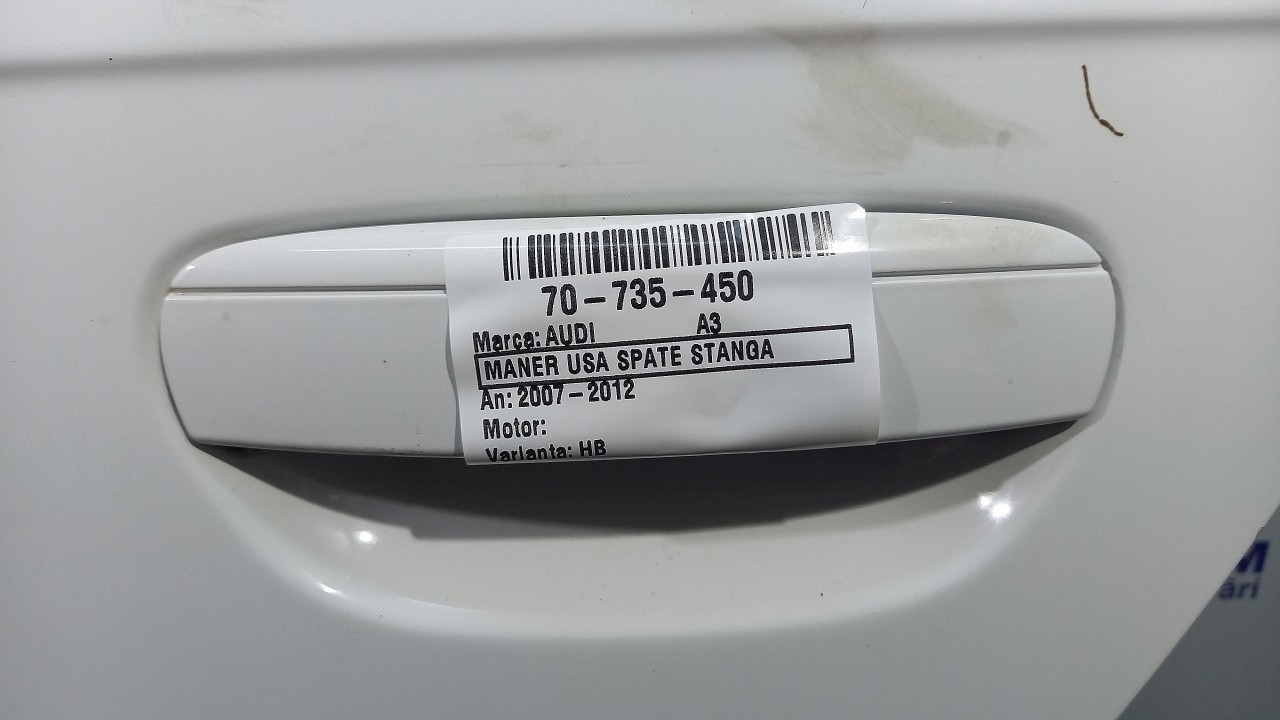 70-735-450
Marca: AUDI A3
MANER USA SPATE STANGA
An: 2007-2012
Motor:
Varianta: HB